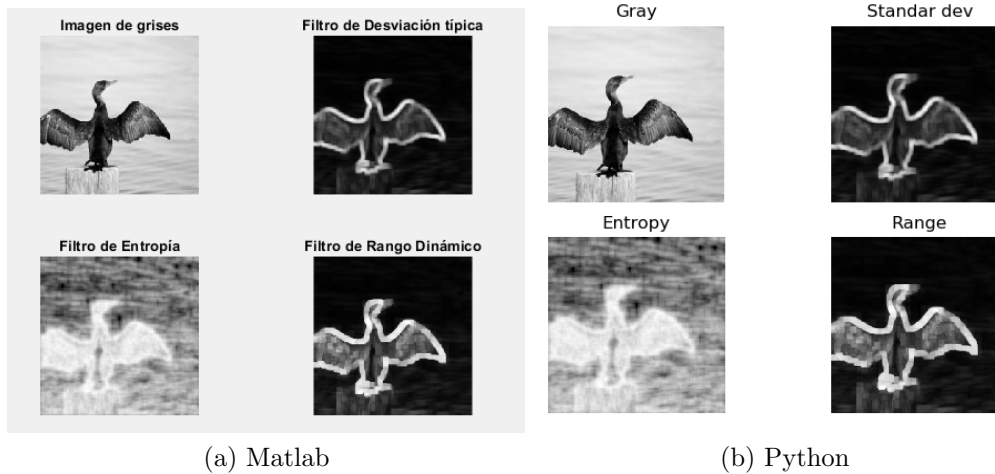 Imagen de grises
Filtro de Desviación típica
Filtro de Entropía
Filtro de Rango Dinámico
(a) Matlab
Gray
Standar dev
Entropy
Range
(b) Python